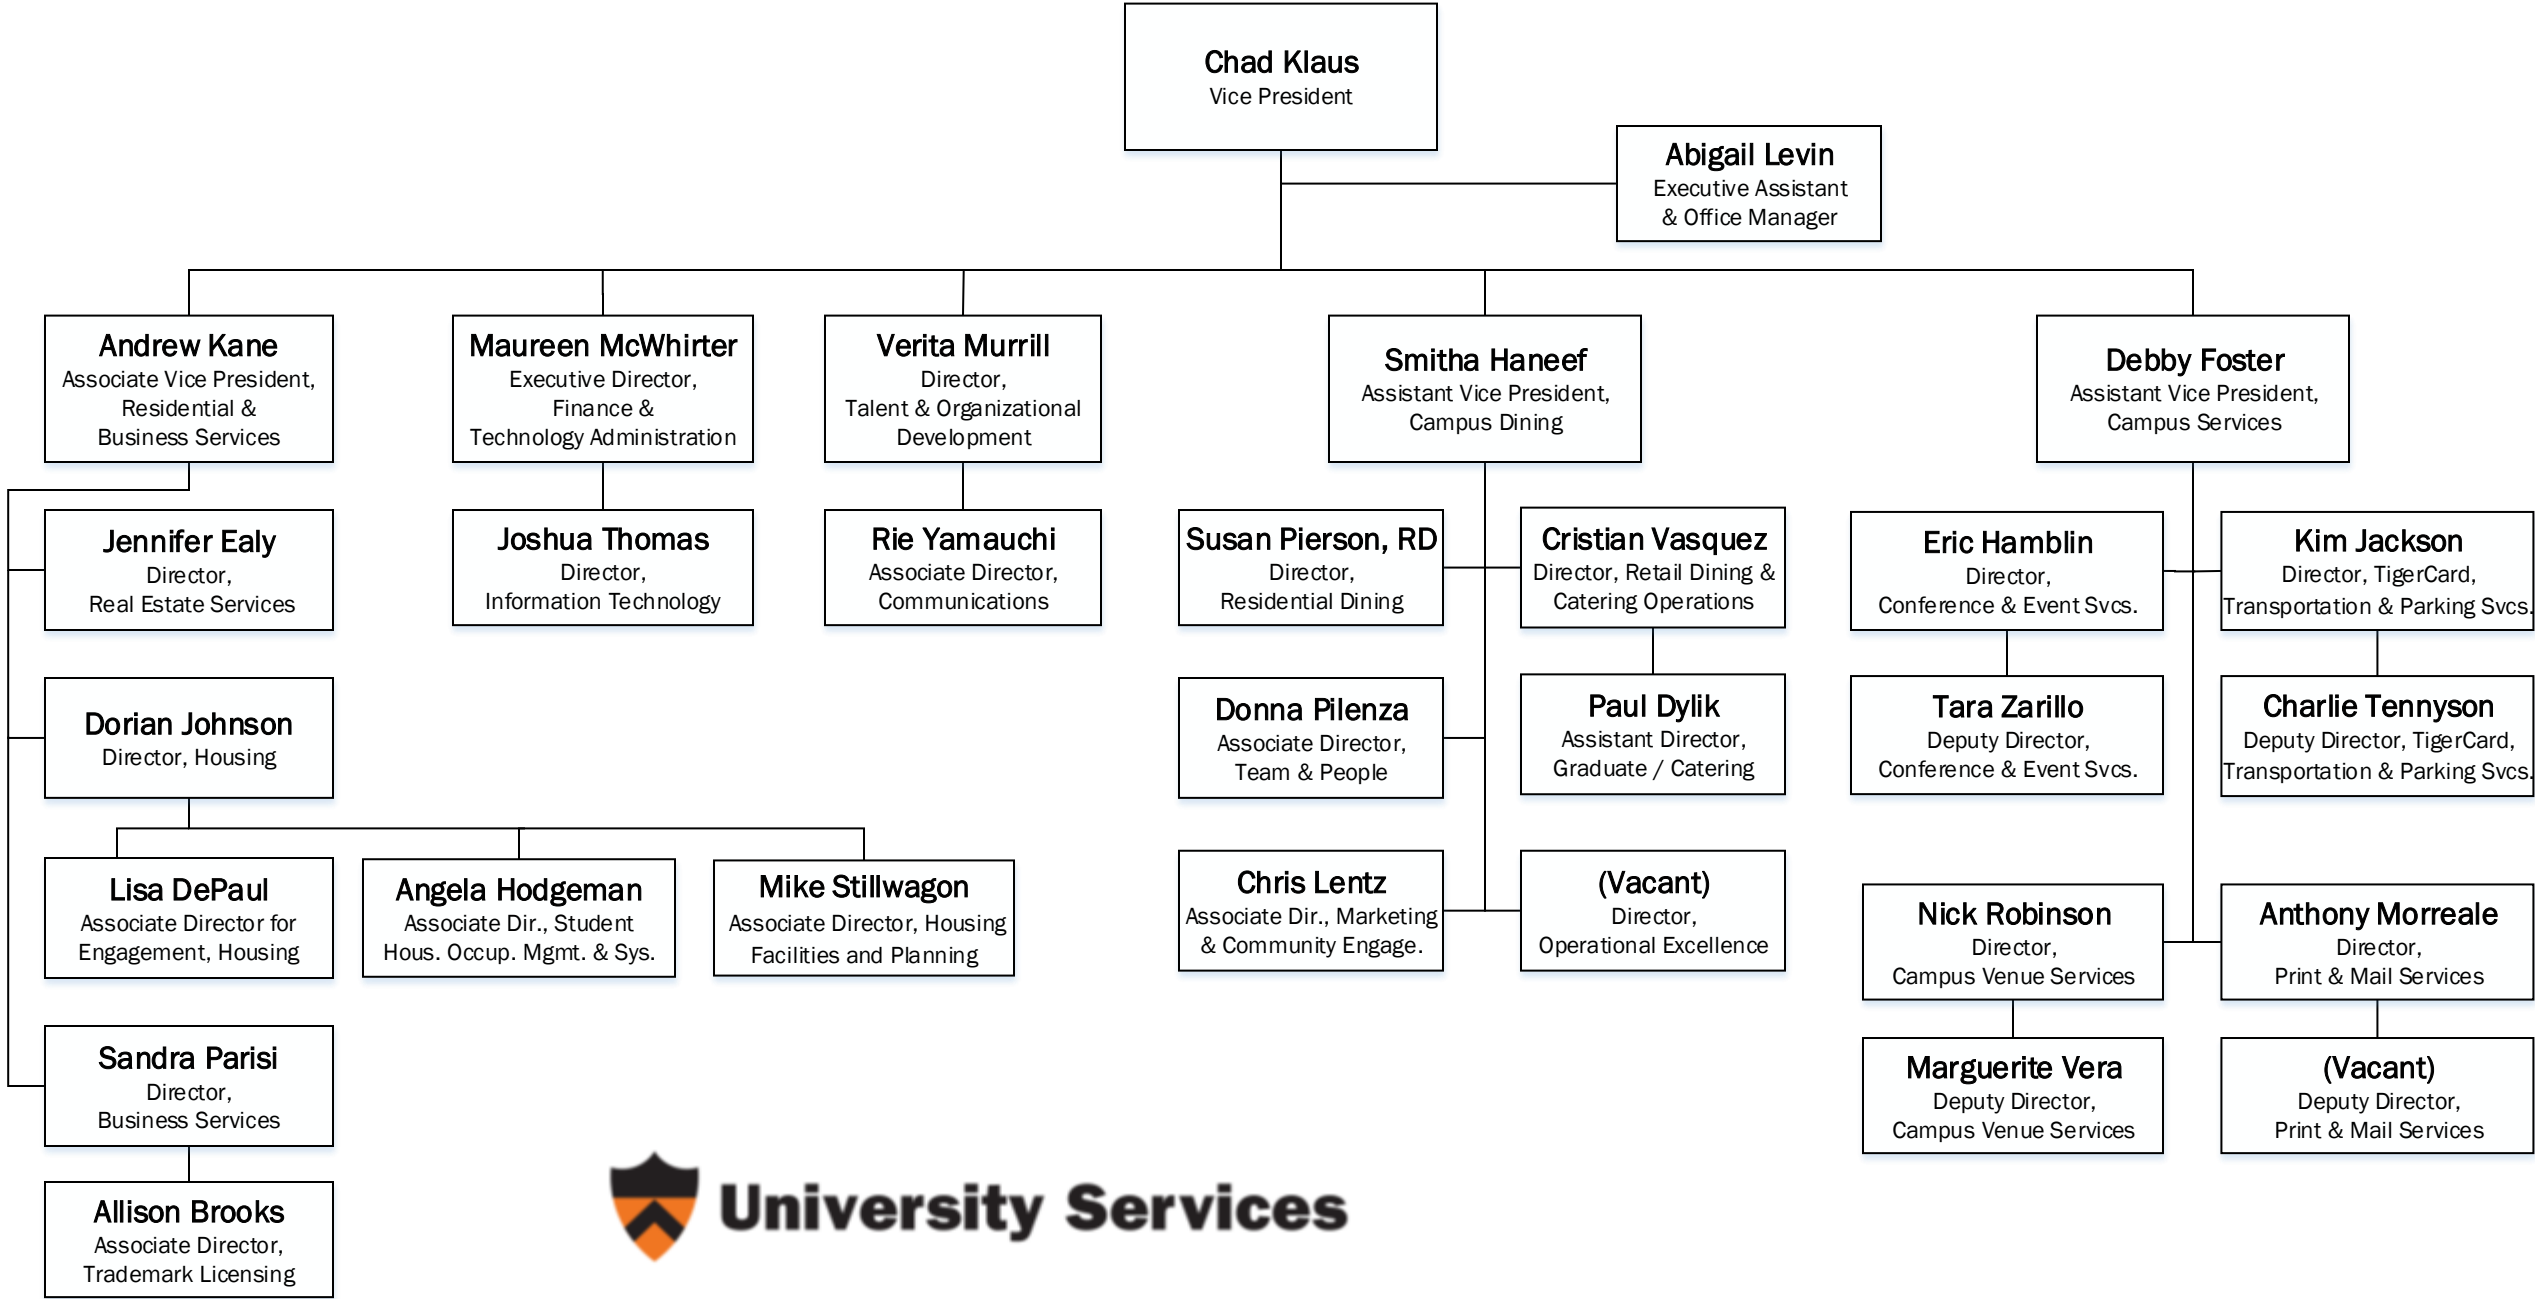 Chad Klaus
Vice President
Abigail Levin
Executive Assistant
& Office Manager
Andrew Kane
Associate Vice President,
Residential &
Business Services
Maureen McWhirter
Executive Director,
Finance &
Technology Administration
Verita Murrill
Director,
Talent & Organizational
Development
Smitha Haneef
Assistant Vice President,
Campus Dining
Debby Foster
Assistant Vice President,
Campus Services
Jennifer Ealy
Director,
Real Estate Services
Joshua Thomas
Director,
Information Technology
Rie Yamauchi
Associate Director,
Communications
Susan Pierson, RD
Director,
Residential Dining
Cristian Vasquez
Director, Retail Dining &
Catering Operations
Eric Hamblin
Director,
Conference & Event Svcs.
Kim Jackson
Director, TigerCard,
Transportation & Parking Svcs.
Dorian Johnson
Director, Housing
Donna Pilenza
Associate Director,
Team & People
Paul Dylik
Assistant Director,
Graduate / Catering
Tara Zarillo
Deputy Director,
Conference & Event Svcs.
Charlie Tennyson
Deputy Director, TigerCard,
Transportation & Parking Svcs.
Lisa DePaul
Associate Director for
Engagement, Housing
Angela Hodgeman
Associate Dir., Student
Hous. Occup. Mgmt. & Sys.
Mike Stillwagon
Associate Director, Housing
Facilities and Planning
Chris Lentz
Associate Dir., Marketing
& Community Engage.
(Vacant)
Director,
Operational Excellence
Nick Robinson
Director,
Campus Venue Services
Anthony Morreale
Director,
Print & Mail Services
Sandra Parisi
Director,
Business Services
Marguerite Vera
Deputy Director,
Campus Venue Services
(Vacant)
Deputy Director,
Print & Mail Services
Allison Brooks
Associate Director,
Trademark Licensing
University Services